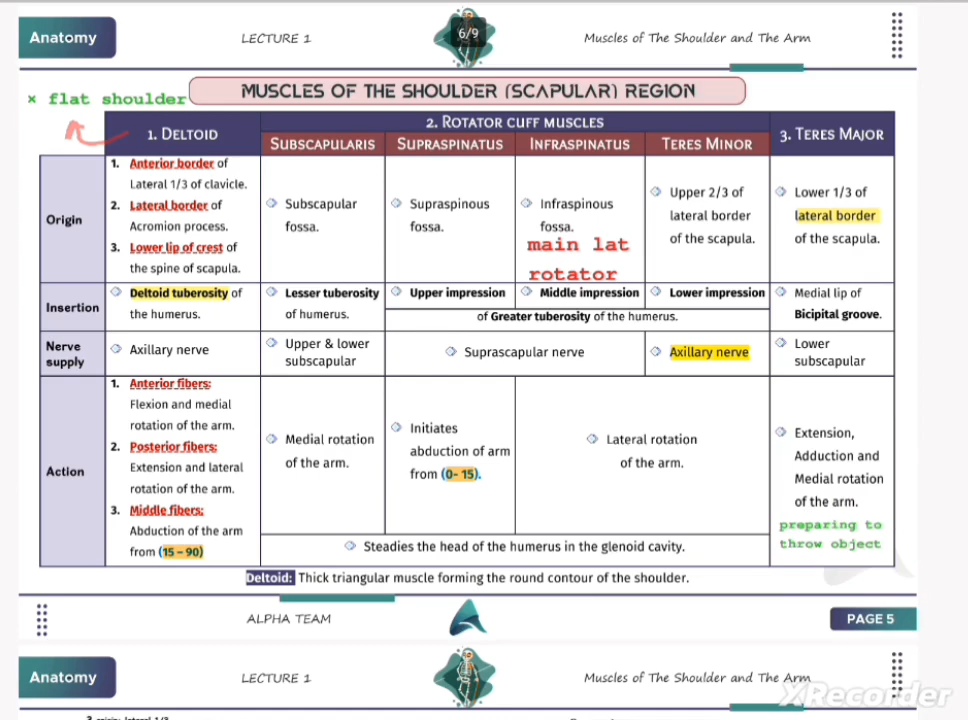 Anatomy
LECTURE 1
6/9
Muscles of The Shoulder and The Arm
× flat shoulder
MUSCLES OF THE SHOULDER (SCAPULAR) REGION
1. DELTOID
2. ROTATOR CUFF MUSCLES
3. TERES MAJOR
SUBSCAPULARIS
SUPRASPINATUS
INFRASPINATUS
TERES MINOR
Origin
1. Anterior border of
Lateral 1/3 of clavicle.
2. Lateral border of
Acromion process.
3. Lower lip of crest of
the spine of scapula.
Subscapular
fossa.
Supraspinous
fossa.
Infraspinous
fossa.
main lat
rotator
Upper 2/3 of
lateral border
of the scapula.
Lower 1/3 of
lateral border
of the scapula.
Insertion
Deltoid tuberosity of
the humerus.
Lesser tuberosity
of humerus.
Upper impression
Middle impression
Lower impression
of Greater tuberosity of the humerus.
Medial lip of
Bicipital groove.
Nerve
supply
Axillary nerve
Upper & lower
subscapular
Suprascapular nerve
Axillary nerve
Lower
subscapular
Action
1. Anterior fibers:
Flexion and medial
rotation of the arm.
2. Posterior fibers:
Extension and lateral
rotation of the arm.
3. Middle fibers:
Abduction of the arm
from (15 – 90)
Medial rotation
of the arm.
Initiates
abduction of arm
from (0- 15).
Lateral rotation
of the arm.
Steadies the head of the humerus in the glenoid cavity.
Extension,
Adduction and
Medial rotation
of the arm.
preparing to
throw object
Deltoid: Thick triangular muscle forming the round contour of the shoulder.
ALPHA TEAM
PAGE 5
Anatomy
LECTURE 1
Muscles of The Shoulder and The Arm
XRecorder